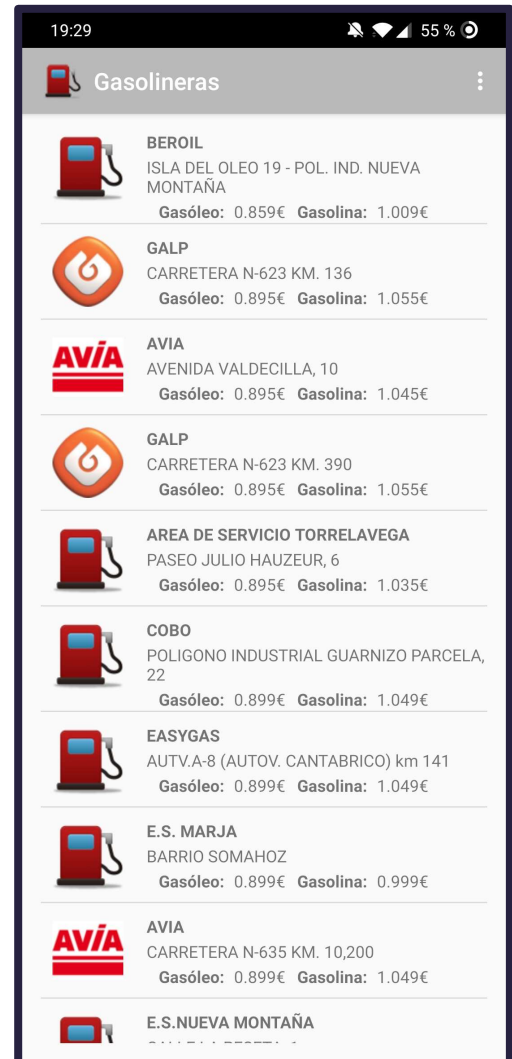 19:29 55 %
Gasolineras
BEROIL
ISLA DEL OLEO 19 - POL. IND. NUEVA
MONTAÑA
Gasóleo: 0.859€ Gasolina: 1.009€
GALP
CARRETERA N-623 KM. 136
Gasóleo: 0.895€ Gasolina: 1.055€
AVIA
AVENIDA VALDECILLA, 10
Gasóleo: 0.895€ Gasolina: 1.045€
AVÍA
GALP
CARRETERA N-623 KM. 390
Gasóleo: 0.895€ Gasolina: 1.055€
AREA DE SERVICIO TORRELAVEGA
PASEO JULIO HAUZEUR, 6
Gasóleo: 0.895€ Gasolina: 1.035€
COBO
POLIGONO INDUSTRIAL GUARNIZO PARCELA,
22
Gasóleo: 0.899€ Gasolina: 1.049€
EASYGAS
AUTV.A-8 (AUTOV. CANTABRICO) km 141
Gasóleo: 0.899€ Gasolina: 1.049€
E.S. MARJA
BARRIO SOMAHOZ
Gasóleo: 0.899€ Gasolina: 0.999€
AVIA
CARRETERA N-635 KM. 10,200
Gasóleo: 0.899€ Gasolina: 1.049€
AVÍA
E.S.NUEVA MONTAÑA